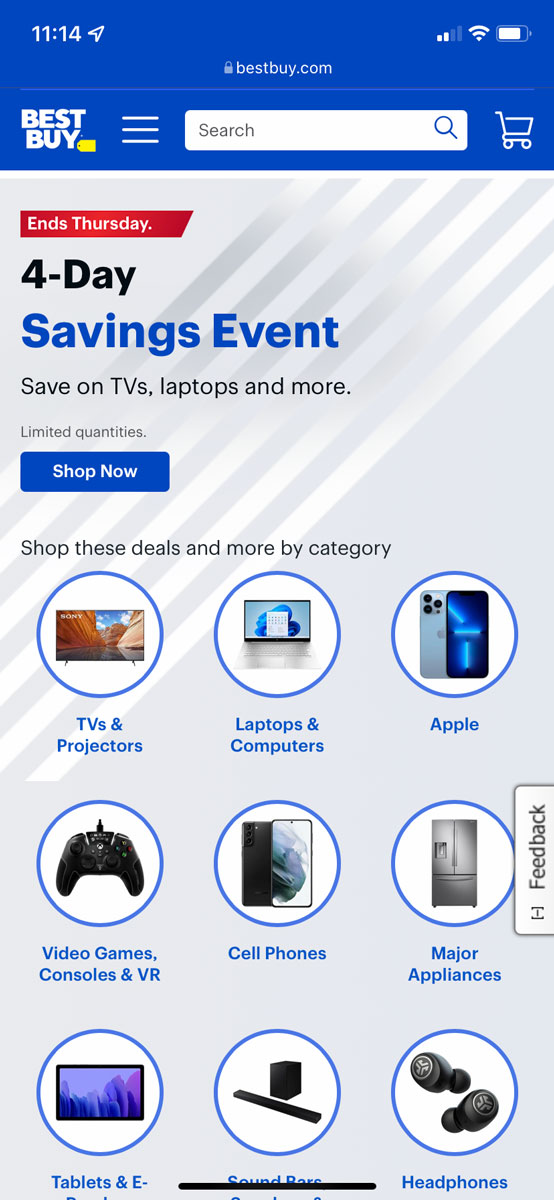 11:14
bestbuy.com
BEST
BUY
Search
Ends Thursday.
4-Day
Savings Event
Save on TVs, laptops and more.
Limited quantities.
Shop Now
Shop these deals and more by category
SONY
TVs &
Projectors
Laptops &
Computers
Apple
Video Games,
Consoles & VR
Cell Phones
Major
Appliances
Feedback
Tablets & E-
Sound Bars,
Headphones